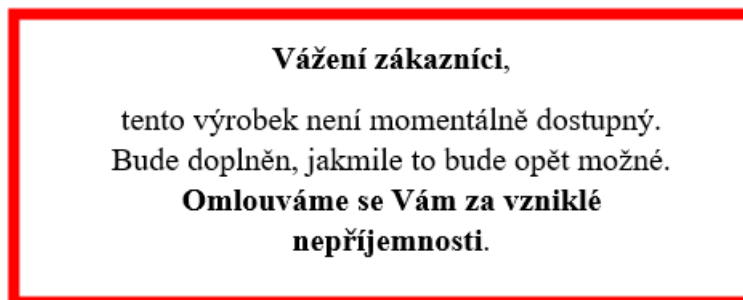 Vážení zákazníci,
tento výrobek není momentálně dostupný.
Bude doplněn, jakmile to bude opět možné.
Omlouváme se Vám za vzniklé
nepříjemnosti.